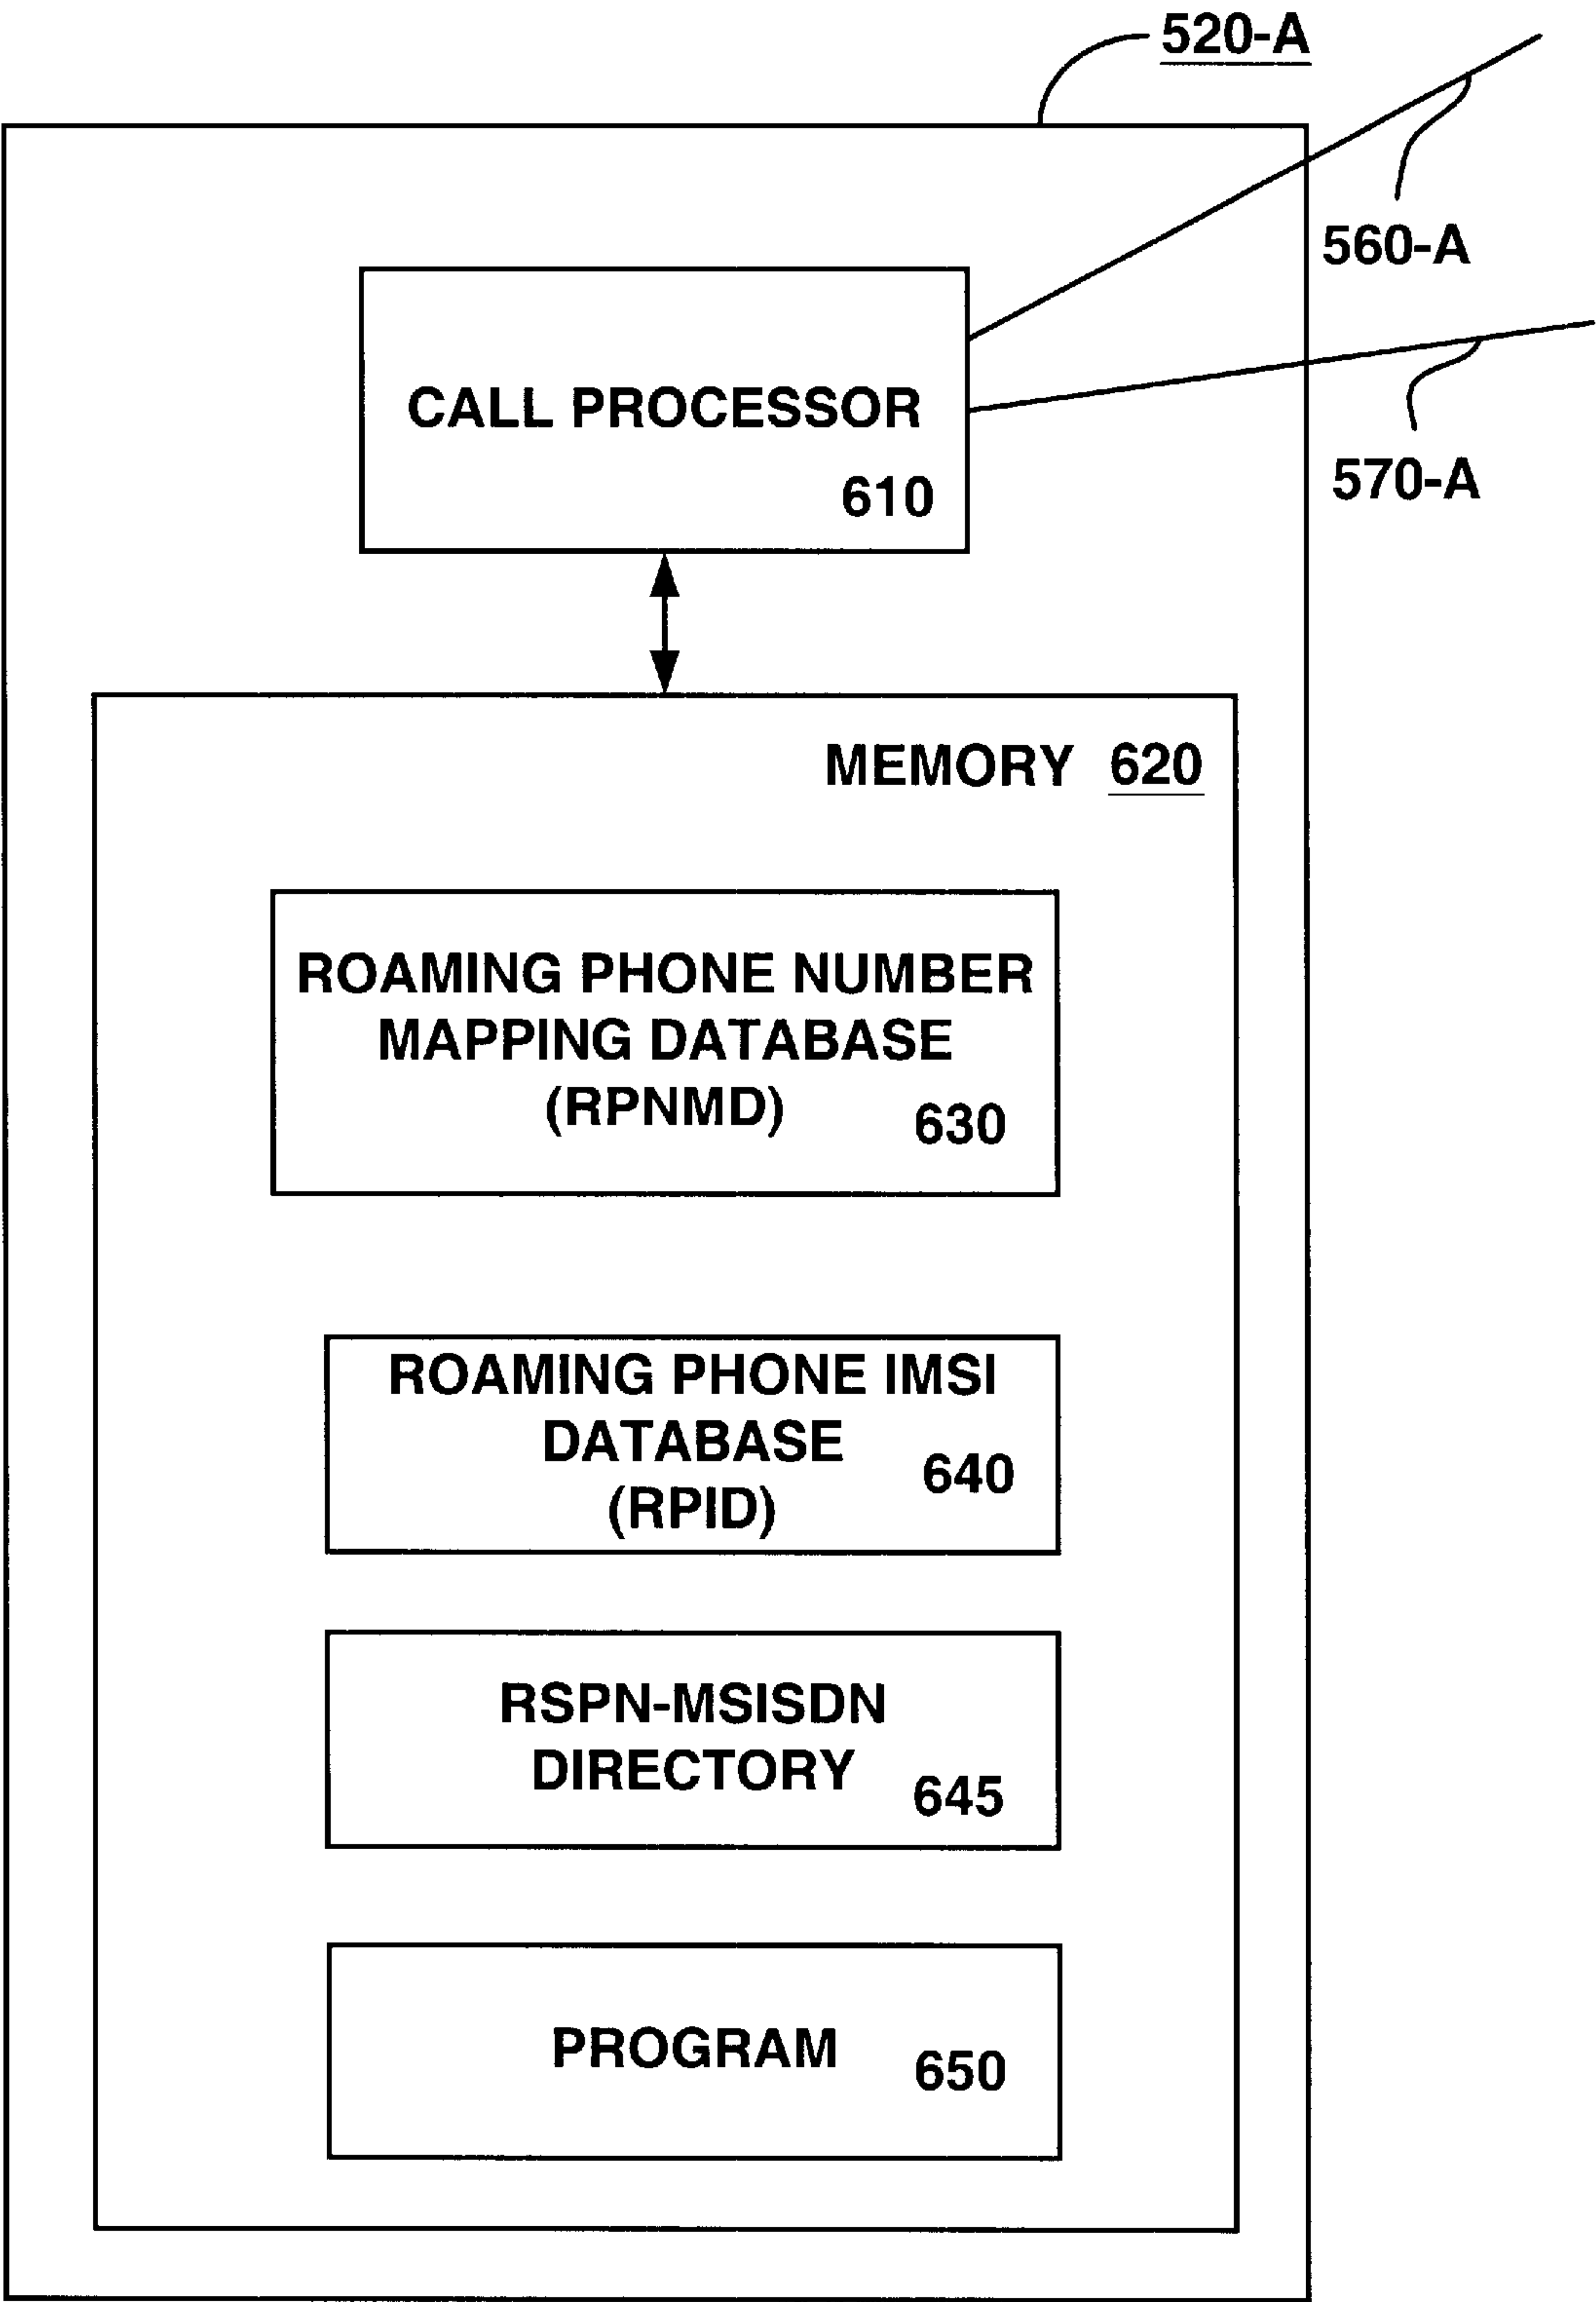 520-A
560-A
570-A
CALL PROCESSOR
610
MEMORY 620
ROAMING PHONE NUMBER
MAPPING DATABASE
(RPNMD)
630
ROAMING PHONE IMSI
DATABASE
640
(RPID)
RSPN-MSISDN
DIRECTORY
645
PROGRAM
650